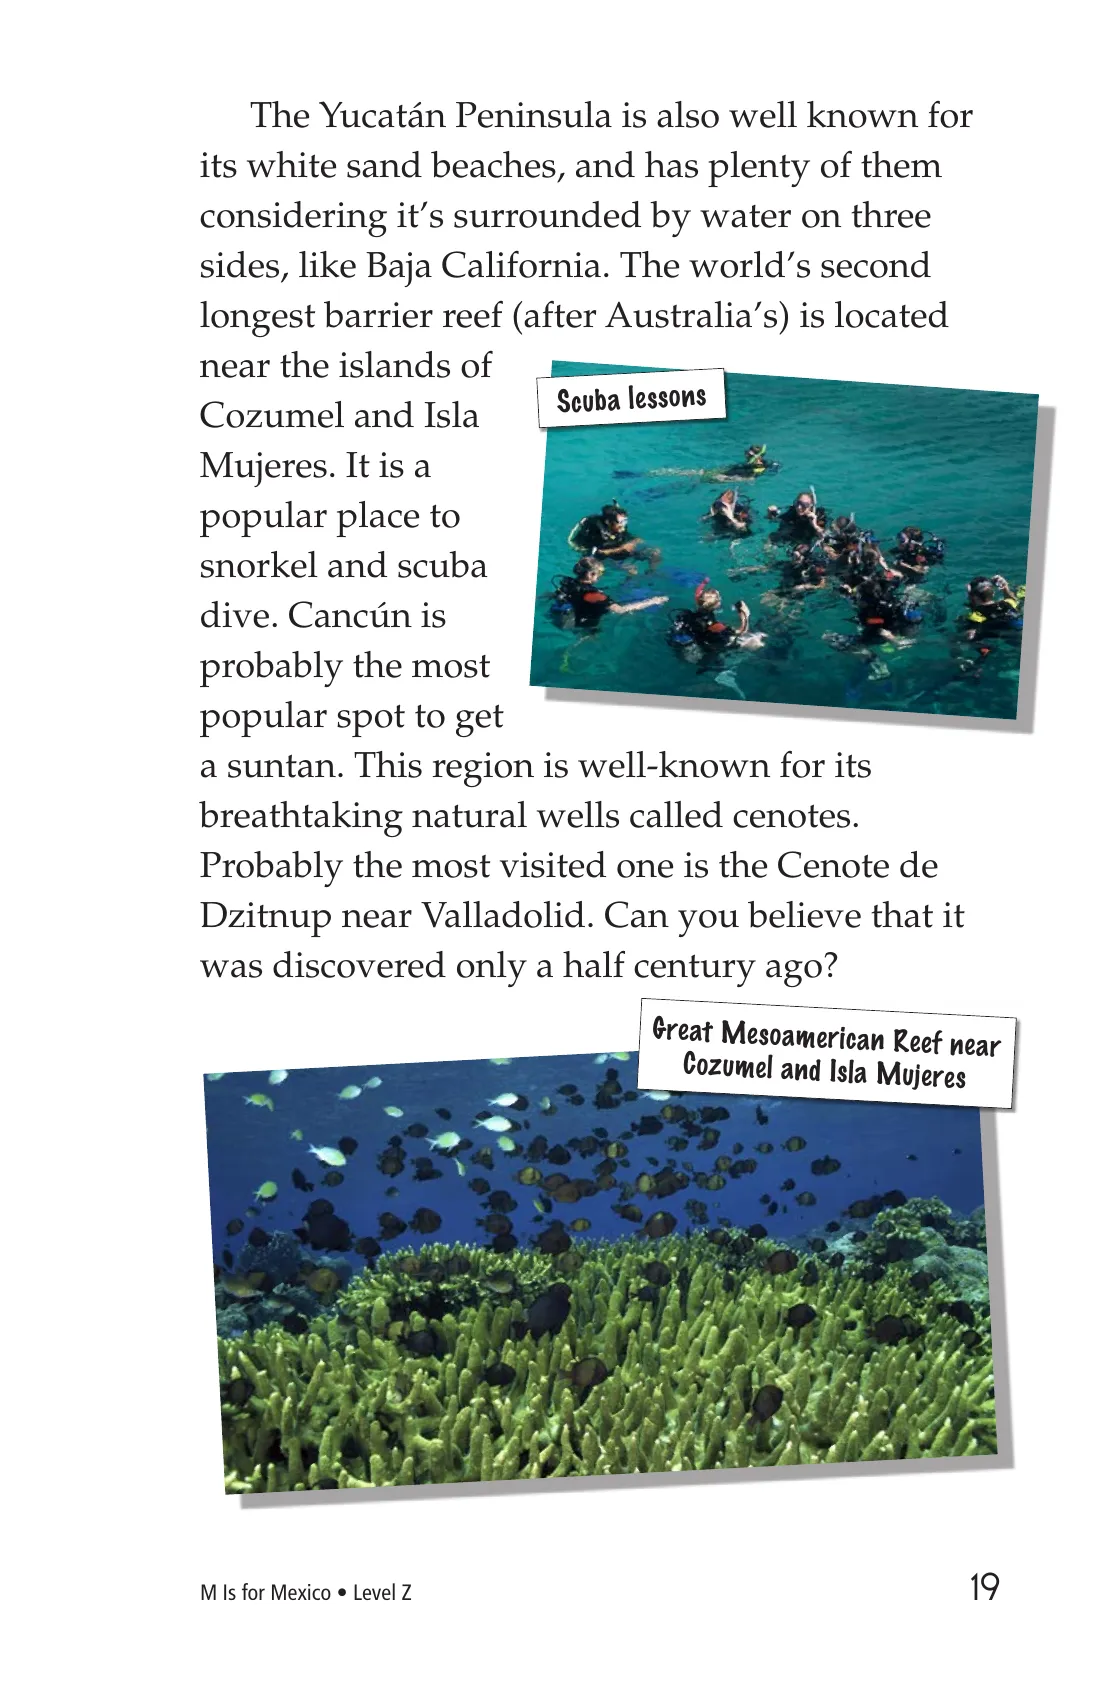 The Yucatán Peninsula is also well known for
its white sand beaches, and has plenty of them
considering it’s surrounded by water on three
sides, like Baja California. The world’s second
longest barrier reef (after Australia’s) is located
near the islands of
Cozumel and Isla
Mujeres. It is a
popular place to
snorkel and scuba
dive. Cancún is
probably the most
popular spot to get
a suntan. This region is well-known for its
breathtaking natural wells called cenotes.
Probably the most visited one is the Cenote de
Dzitnup near Valladolid. Can you believe that it
was discovered only a half century ago?
Scuba lessons
Great Mesoamerican Reef near
Cozumel and Isla Mujeres
M Is for Mexico • Level Z
19